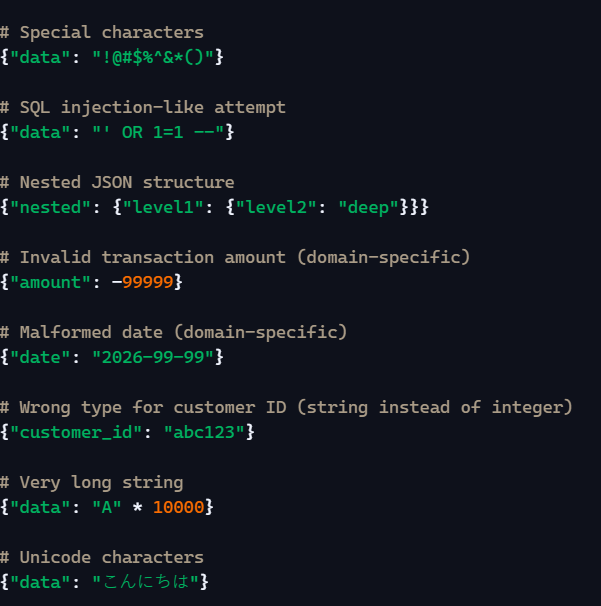 # Special characters
{"data": "!@#$%^&*()"}
# SQL injection-like attempt
{"data": "' OR 1=1 --"}
# Nested JSON structure
{"nested": {"level1": {"level2": "deep"}}}
# Invalid transaction amount (domain-specific)
{"amount": -99999}
# Malformed date (domain-specific)
{"date": "2026-99-99"}
# Wrong type for customer ID (string instead of integer)
{"customer_id": "abc123"}
# Very long string
{"data": "A" * 10000}
# Unicode characters
{"data": "こんにちは"}